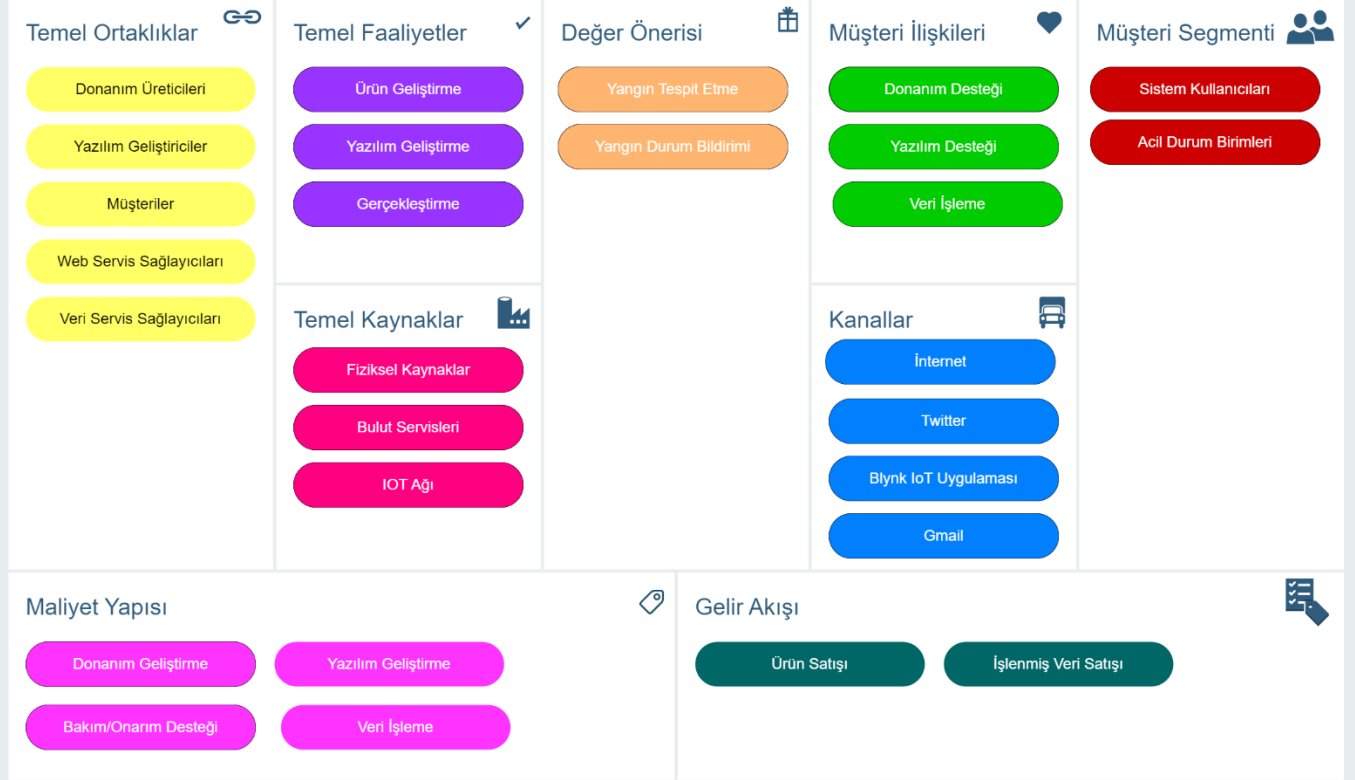 Temel Ortaklıklar
Donanım Üreticileri
Yazılım Geliştiriciler
Müşteriler
Web Servis Sağlayıcıları
Veri Servis Sağlayıcıları
Temel Faaliyetler
Ürün Geliştirme
Yazılım Geliştirme
Gerçekleştirme
Temel Kaynaklar
Fiziksel Kaynaklar
Bulut Servisleri
IOT Ağı
Değer Önerisi
Yangın Tespit Etme
Yangın Durum Bildirimi
Müşteri İlişkileri
Donanım Desteği
Yazılım Desteği
Veri İşleme
Kanallar
İnternet
Twitter
Blynk IoT Uygulaması
Gmail
Müşteri Segmenti
Sistem Kullanıcıları
Acil Durum Birimleri
Maliyet Yapısı
Donanım Geliştirme
Yazılım Geliştirme
Bakım/Onarım Desteği
Veri İşleme
Gelir Akışı
Ürün Satışı
İşlenmiş Veri Satışı